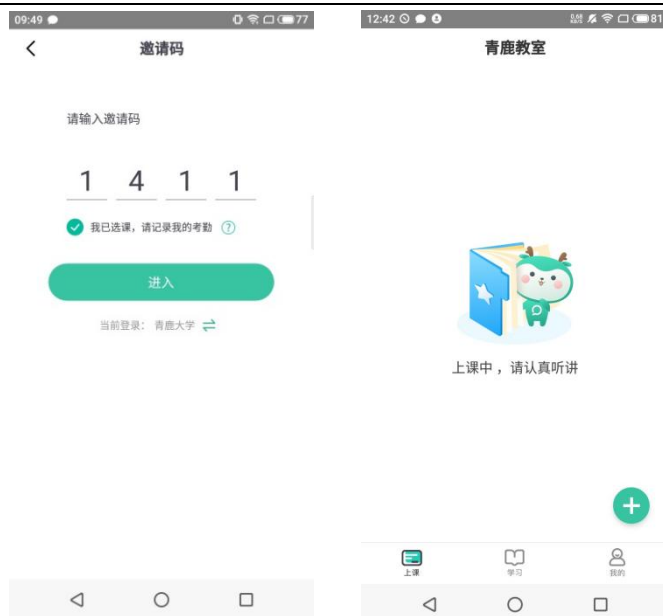 09:49
77
邀请码
请输入邀请码
1 4 1 1
我已选课，请记录我的考勤 ?
进入
当前登录： 青鹿大学
12:42
81
青鹿教室
上课中，请认真听讲
上课
学习
我的